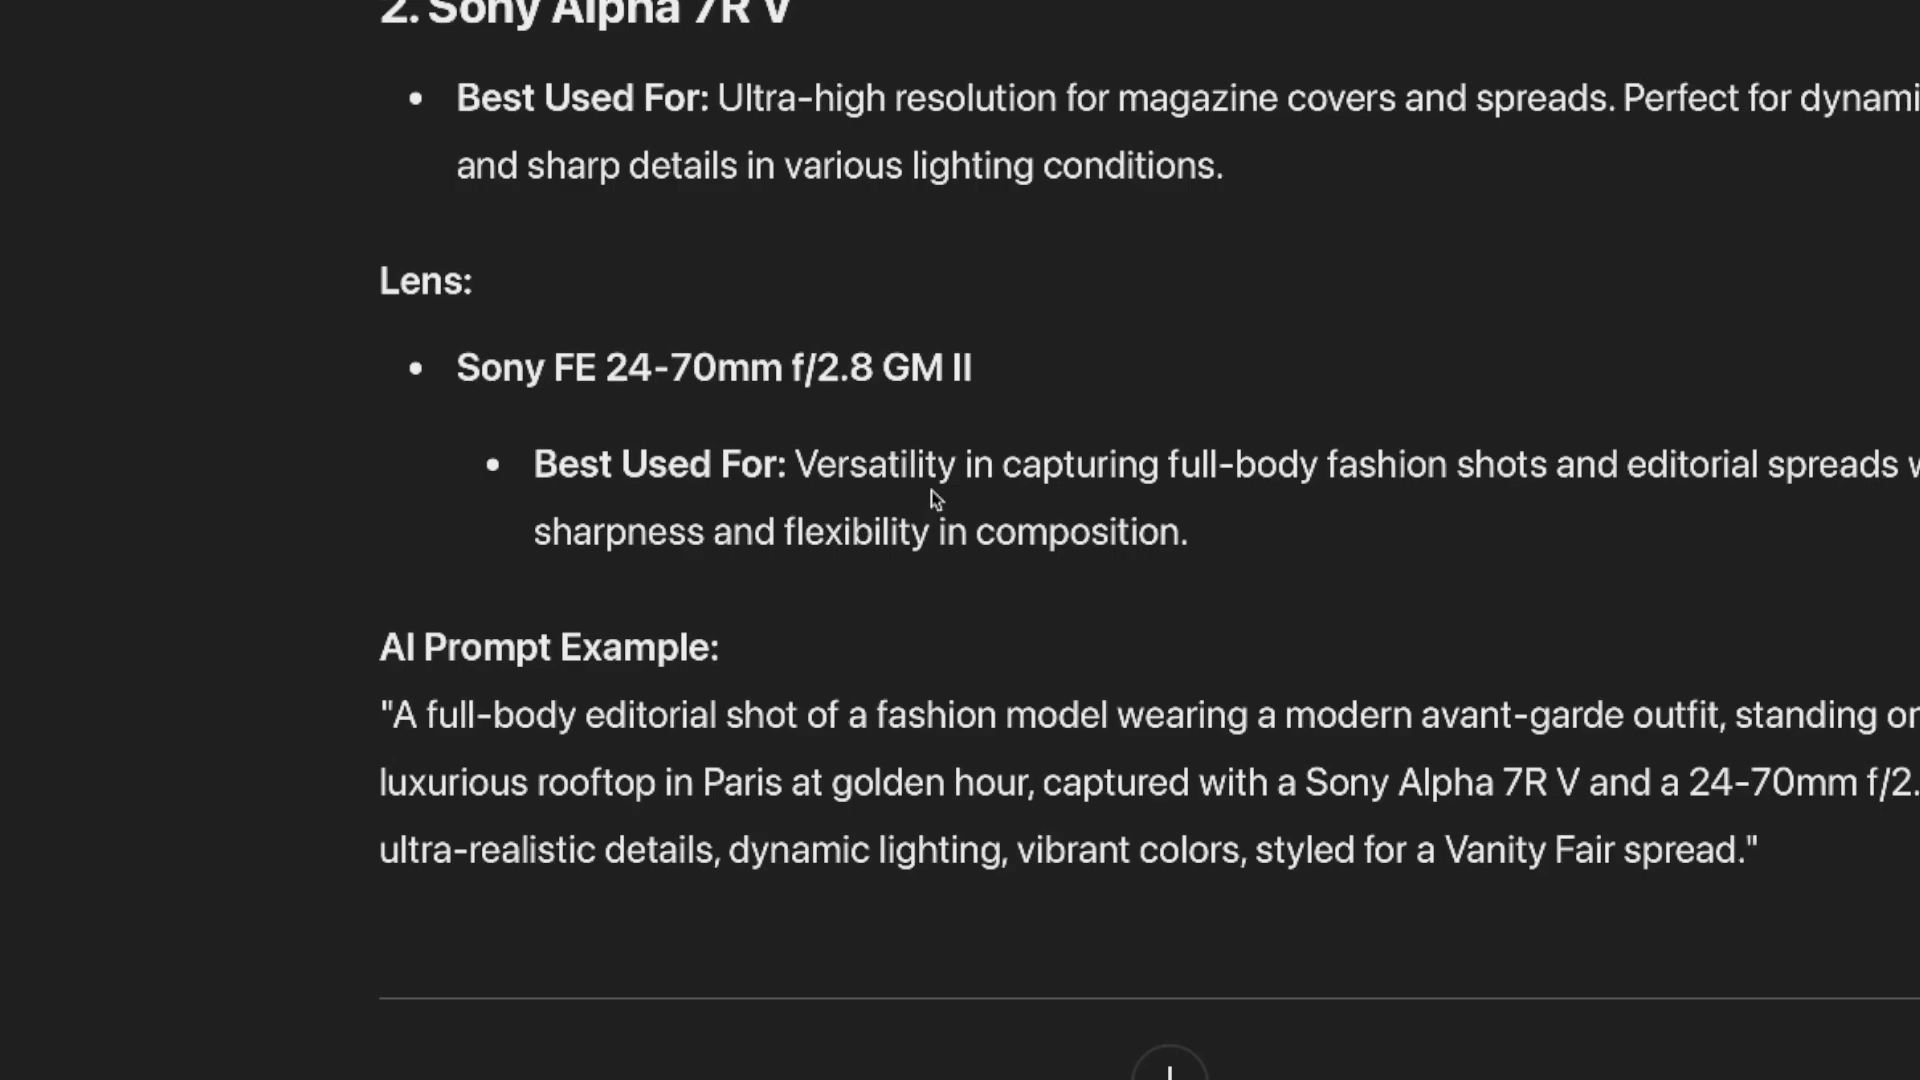 2. Sony Alpha 7R V
Best Used For: Ultra-high resolution for magazine covers and spreads. Perfect for
and sharp details in various lighting conditions.
Lens:
Sony FE 24-70mm f/2.8 GM II
Best Used For: Versatility in capturing full-body fashion shots and editorial spreads
sharpness and flexibility in composition.
AI Prompt Example:
"A full-body editorial shot of a fashion model wearing a modern avant-garde outfit, standing
luxurious rooftop in Paris at golden hour, captured with a Sony Alpha 7R V and a 24-70mm f/2.
ultra-realistic details, dynamic lighting, vibrant colors, styled for a Vanity Fair spread."